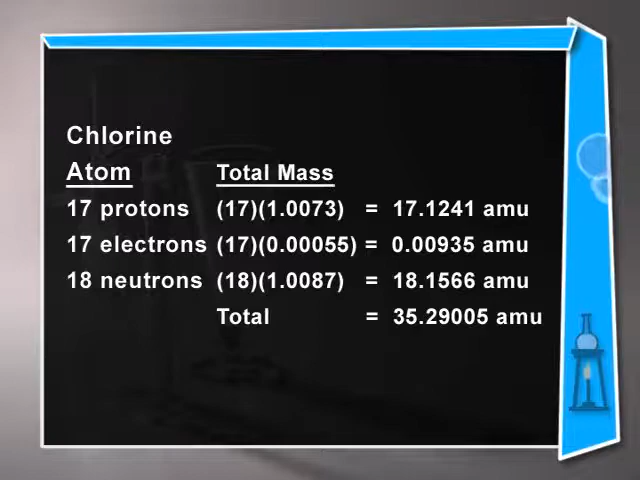 Chlorine
Atom Total Mass
17 protons (17)(1.0073) = 17.1241 amu
17 electrons (17)(0.00055) = 0.00935 amu
18 neutrons (18)(1.0087) = 18.1566 amu
Total = 35.29005 amu